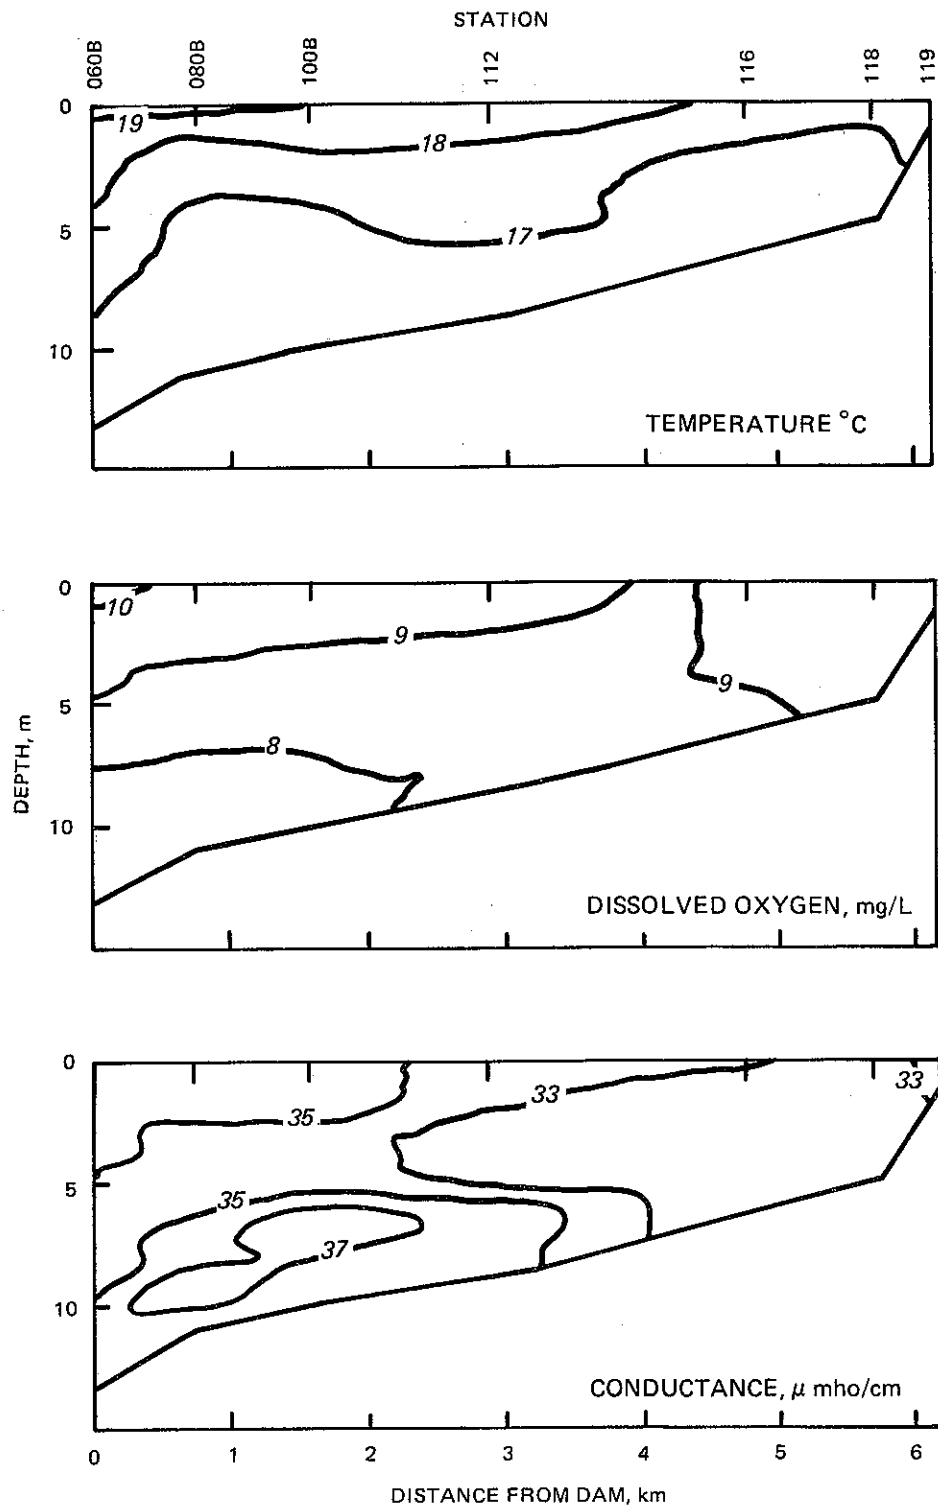 STATION
060B 080B 100B 112 116 118 119
0
19
18
5
17
10
TEMPERATURE °C
0
10
9
9
5
8
10
DEPTH, m
DISSOLVED OXYGEN, mg/L
0
33
33
35
5
35
37
10
CONDUCTANCE, μ mho/cm
0 1 2 3 4 5 6
DISTANCE FROM DAM, km